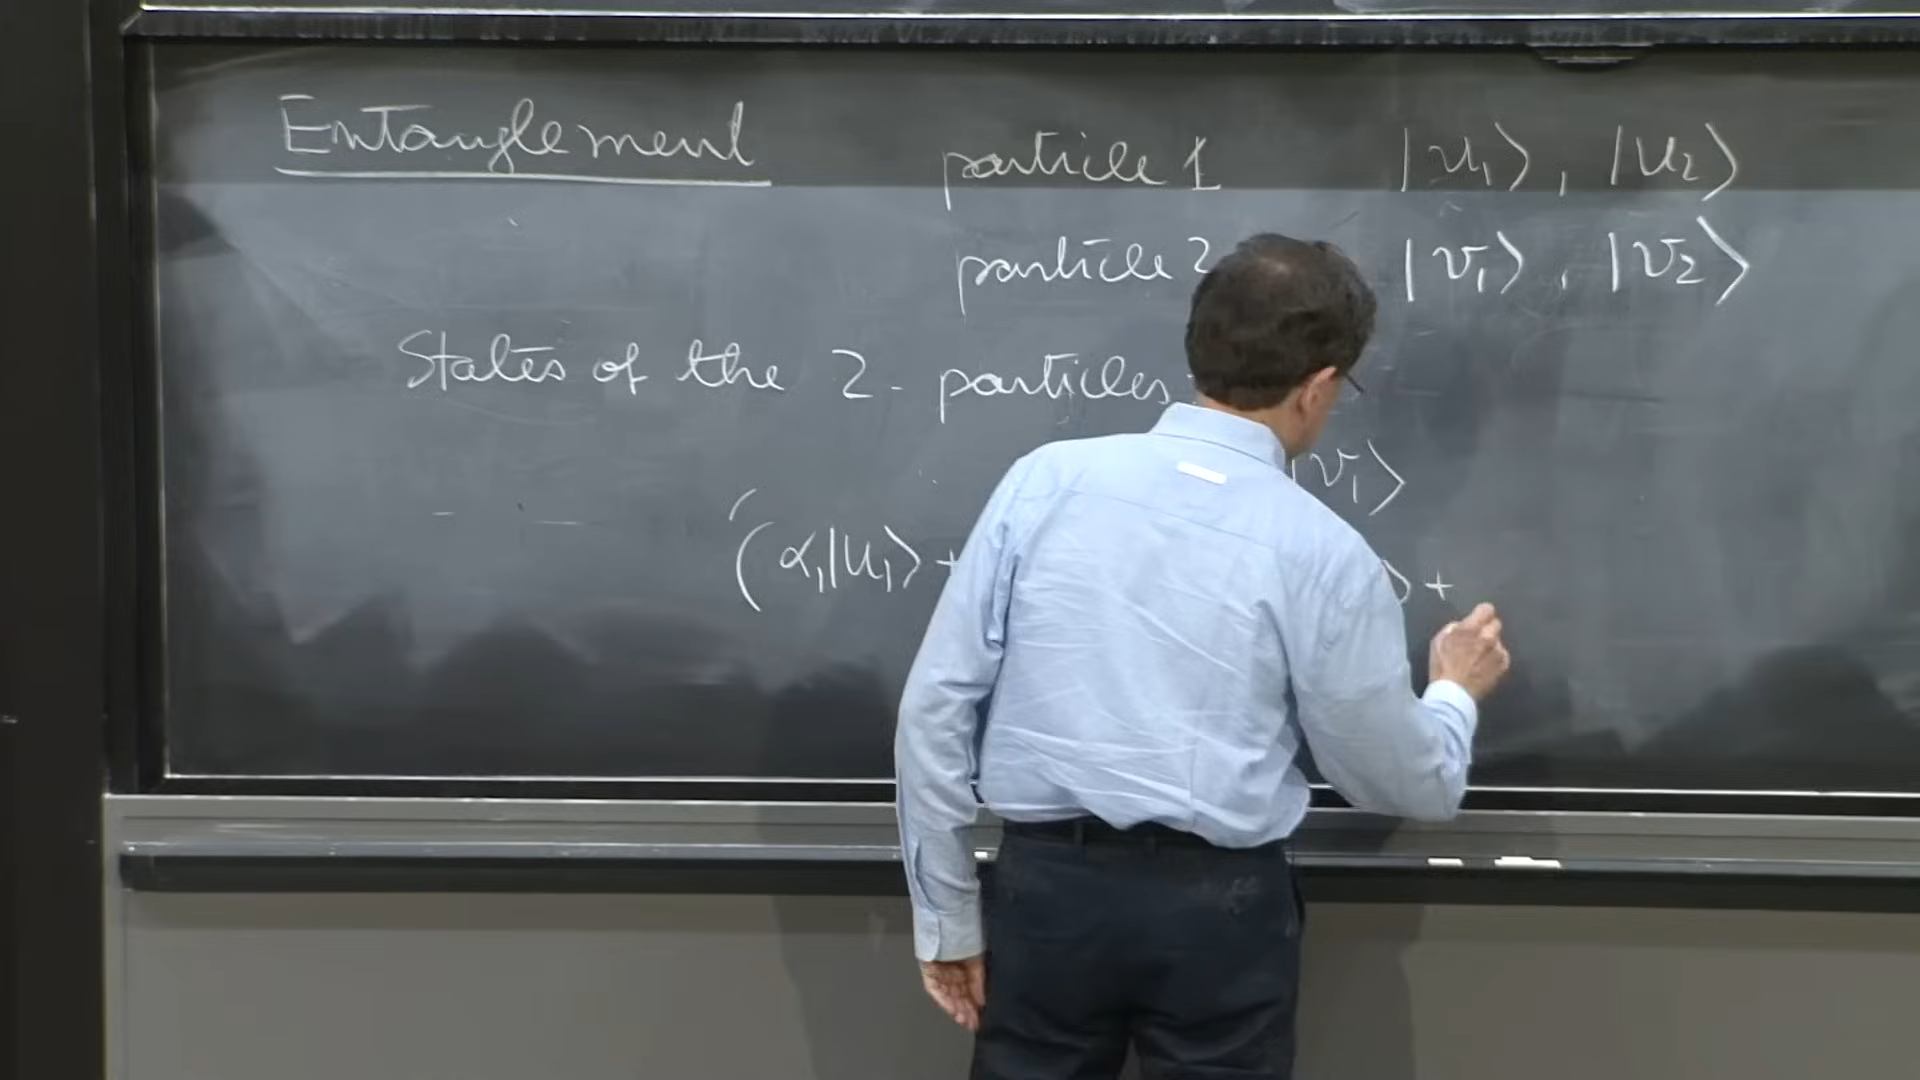 Entanglement particle 1 |u₁⟩, |u₂⟩
particle 2 |v₁⟩, |v₂⟩
States of the 2-particles
|v₁⟩
(α₁|u₁⟩ + ⟩ +